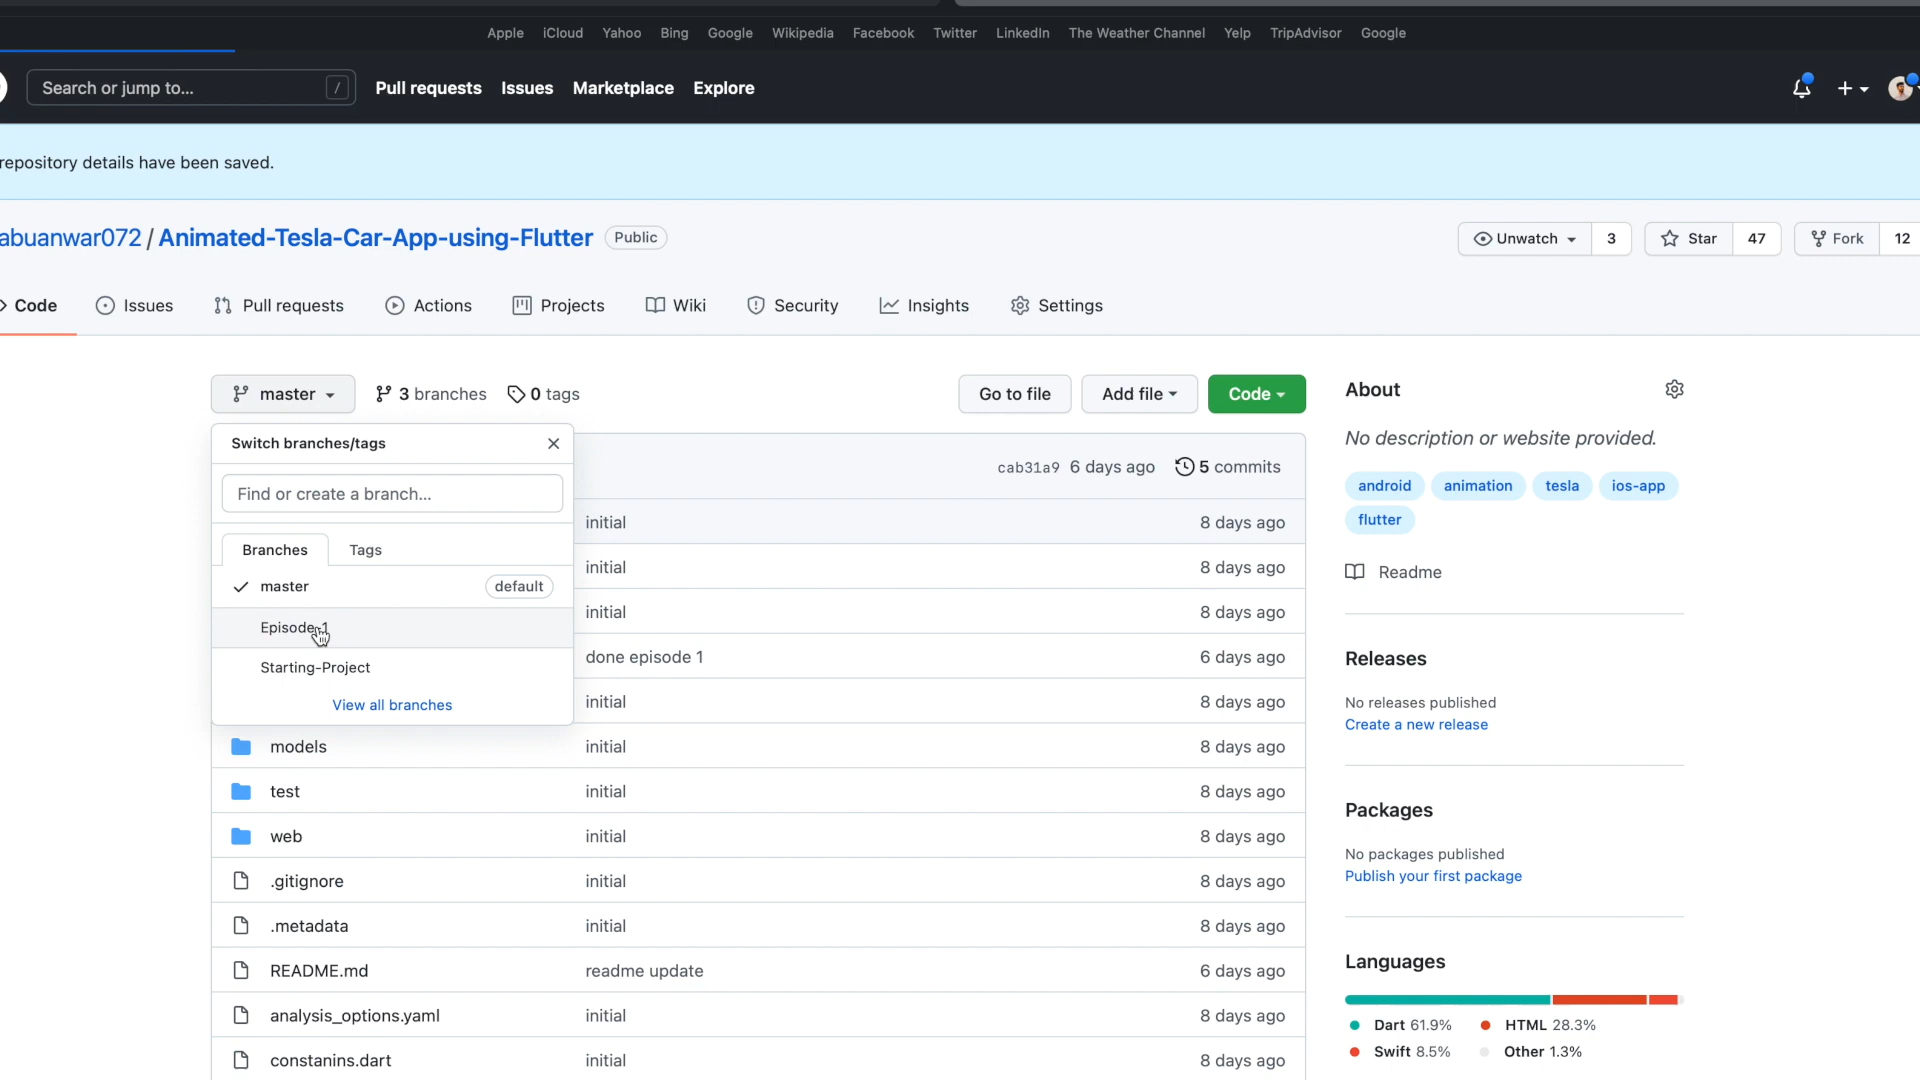 Apple iCloud Yahoo Bing Google Wikipedia Facebook Twitter LinkedIn The Weather Channel Yelp TripAdvisor Google
Search or jump to... / Pull requests Issues Marketplace Explore
repository details have been saved.
abuanwar072 / Animated-Tesla-Car-App-using-Flutter Public
Unwatch 3 Star 47 Fork 12
Code Issues Pull requests Actions Projects Wiki Security Insights Settings
master 3 branches 0 tags Go to file Add file Code
Switch branches/tags
Find or create a branch...
Branches Tags
master default
Episode-1
Starting-Project
View all branches
cab31a9 6 days ago 5 commits
initial 8 days ago
initial 8 days ago
initial 8 days ago
done episode 1 6 days ago
initial 8 days ago
models initial 8 days ago
test initial 8 days ago
web initial 8 days ago
.gitignore initial 8 days ago
.metadata initial 8 days ago
README.md readme update 6 days ago
analysis_options.yaml initial 8 days ago
constanins.dart initial 8 days ago
About
No description or website provided.
android animation tesla ios-app
flutter
Readme
Releases
No releases published
Create a new release
Packages
No packages published
Publish your first package
Languages
Dart 61.9% HTML 28.3%
Swift 8.5% Other 1.3%